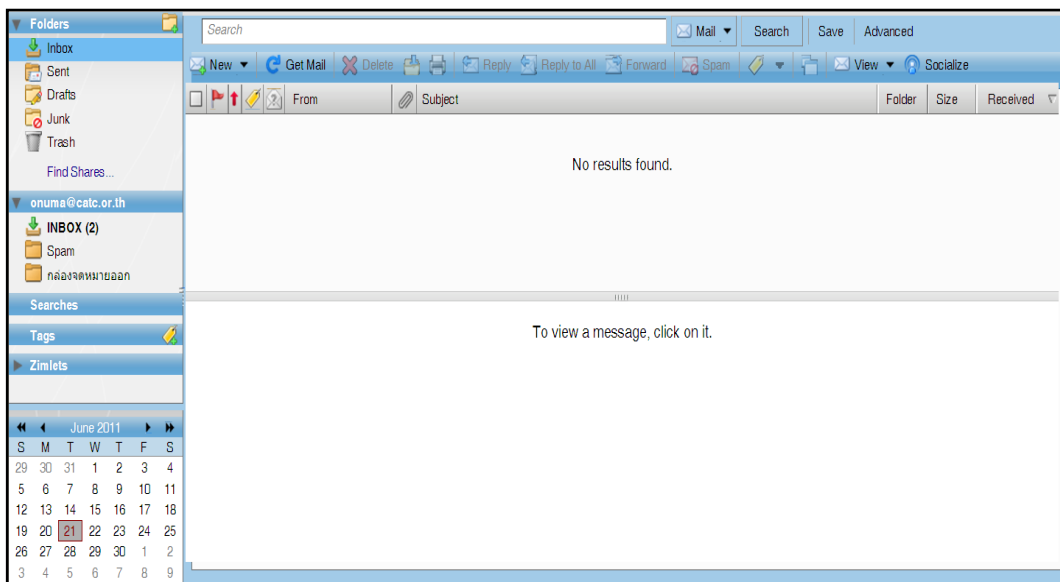 Folders
Inbox
Sent
Drafts
Junk
Trash
Find Shares...
onuma@catc.or.th
INBOX (2)
Spam
กล่องจดหมายออก
Searches
Tags
Zimlets
June 2011
S M T W T F S
29 30 31 1 2 3 4
5 6 7 8 9 10 11
12 13 14 15 16 17 18
19 20 21 22 23 24 25
26 27 28 29 30 1 2
3 4 5 6 7 8 9
Search Mail Search Save Advanced
New Get Mail Delete Reply Reply to All Forward Spam View Socialize
From Subject Folder Size Received
No results found.
To view a message, click on it.